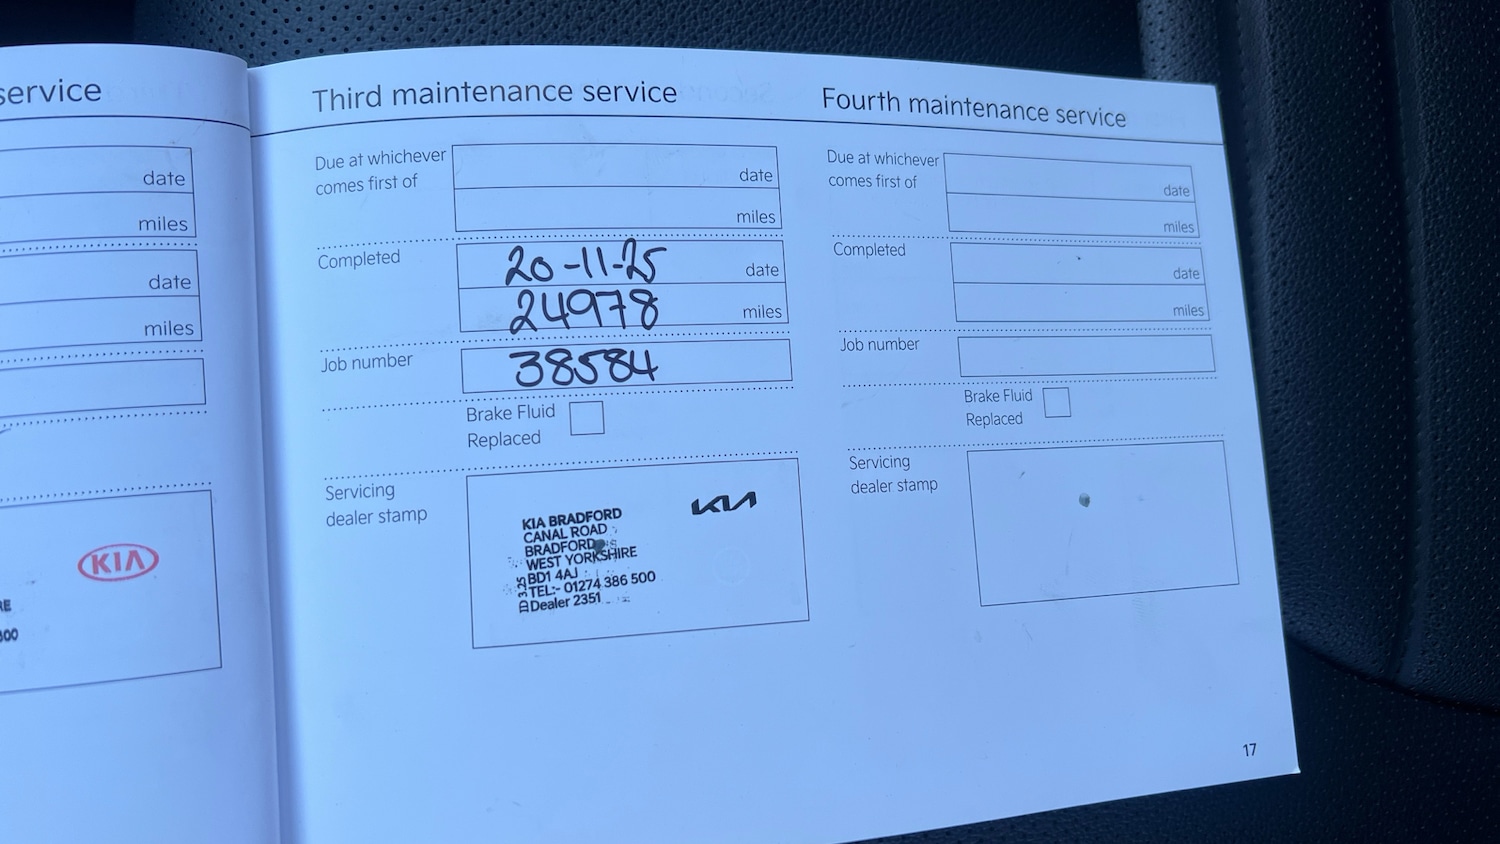 service
date
miles
date
miles
KIA
Third maintenance service
Due at whichever
comes first of
date
miles
Completed
20-11-25
date
24978
miles
Job number
38584
Brake Fluid
Replaced
Servicing
dealer stamp
KIA
KIA BRADFORD
CANAL ROAD
BRADFORD
WEST YORKSHIRE
BD1 4AJ
TEL:- 01274 386 500
Dealer 2351
Fourth maintenance service
Due at whichever
comes first of
date
miles
Completed
date
miles
Job number
Brake Fluid
Replaced
Servicing
dealer stamp
17